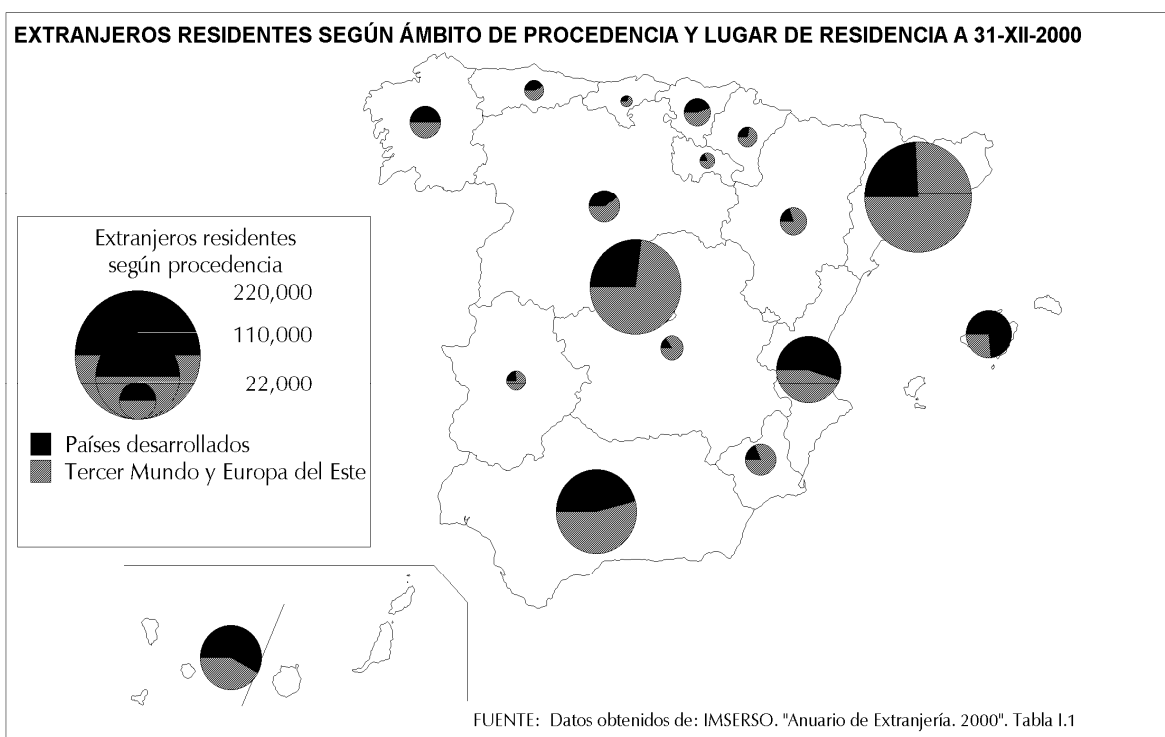 EXTRANJEROS RESIDENTES SEGÚN ÁMBITO DE PROCEDENCIA Y LUGAR DE RESIDENCIA A 31-XII-2000
Extranjeros residentes
según procedencia
220,000
110,000
22,000
Países desarrollados
Tercer Mundo y Europa del Este
FUENTE: Datos obtenidos de: IMSERSO. "Anuario de Extranjería. 2000". Tabla I.1